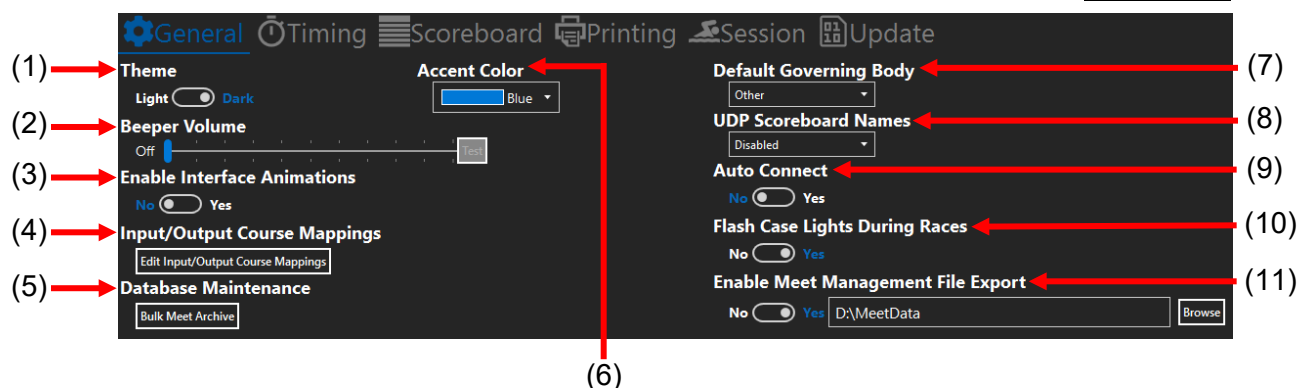 General Timing Scoreboard Printing Session Update
(1) Theme Accent Color Default Governing Body (7)
Light Dark Blue Other
(2) Beeper Volume UDP Scoreboard Names (8)
Off Test Disabled
(3) Enable Interface Animations Auto Connect (9)
No Yes No Yes
(4) Input/Output Course Mappings Flash Case Lights During Races (10)
Edit Input/Output Course Mappings No Yes
(5) Database Maintenance Enable Meet Management File Export (11)
Bulk Meet Archive No Yes D:\MeetData Browse
(6)